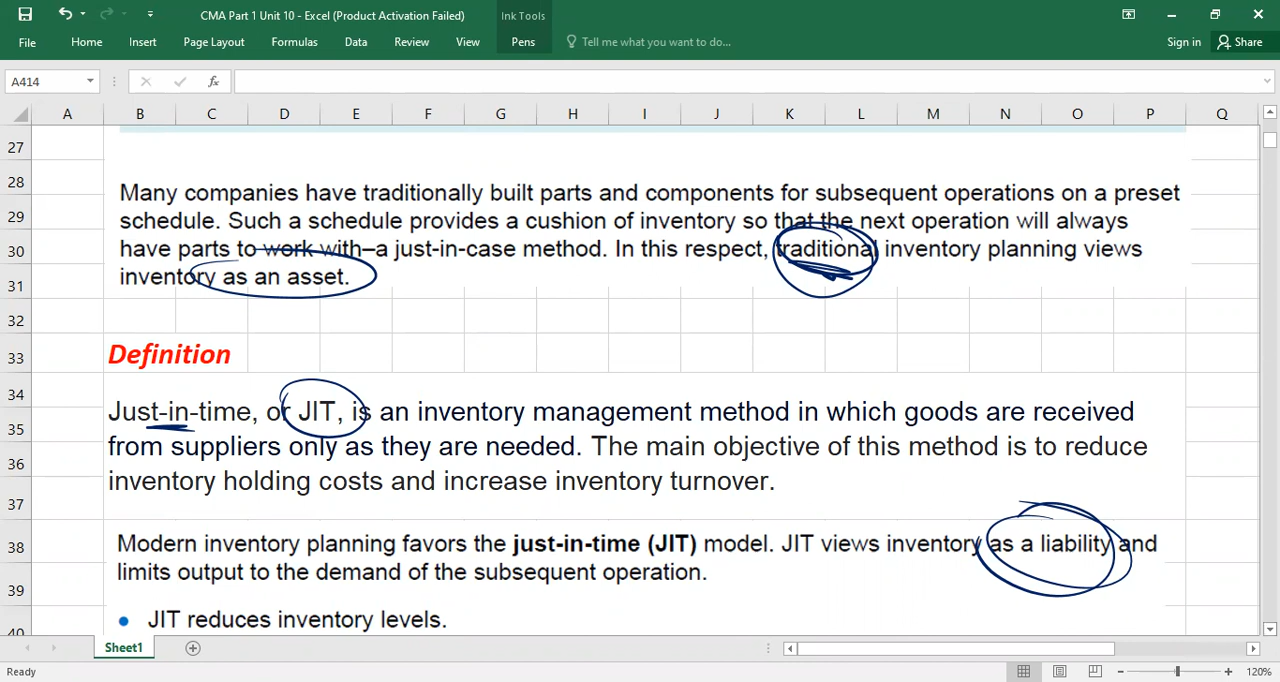 CMA Part 1 Unit 10 - Excel (Product Activation Failed)
Ink Tools
File Home Insert Page Layout Formulas Data Review View Pens Tell me what you want to do... Sign in Share
A414 fx
A B C D E F G H I J K L M N O P Q
27
28
29
30
31
32
33
34
35
36
37
38
39
40
Many companies have traditionally built parts and components for subsequent operations on a preset
schedule. Such a schedule provides a cushion of inventory so that the next operation will always
have parts to work with–a just-in-case method. In this respect, traditional inventory planning views
inventory as an asset.
Definition
Just-in-time, or JIT, is an inventory management method in which goods are received
from suppliers only as they are needed. The main objective of this method is to reduce
inventory holding costs and increase inventory turnover.
Modern inventory planning favors the just-in-time (JIT) model. JIT views inventory as a liability and
limits output to the demand of the subsequent operation.
• JIT reduces inventory levels.
Sheet1
Ready 120%